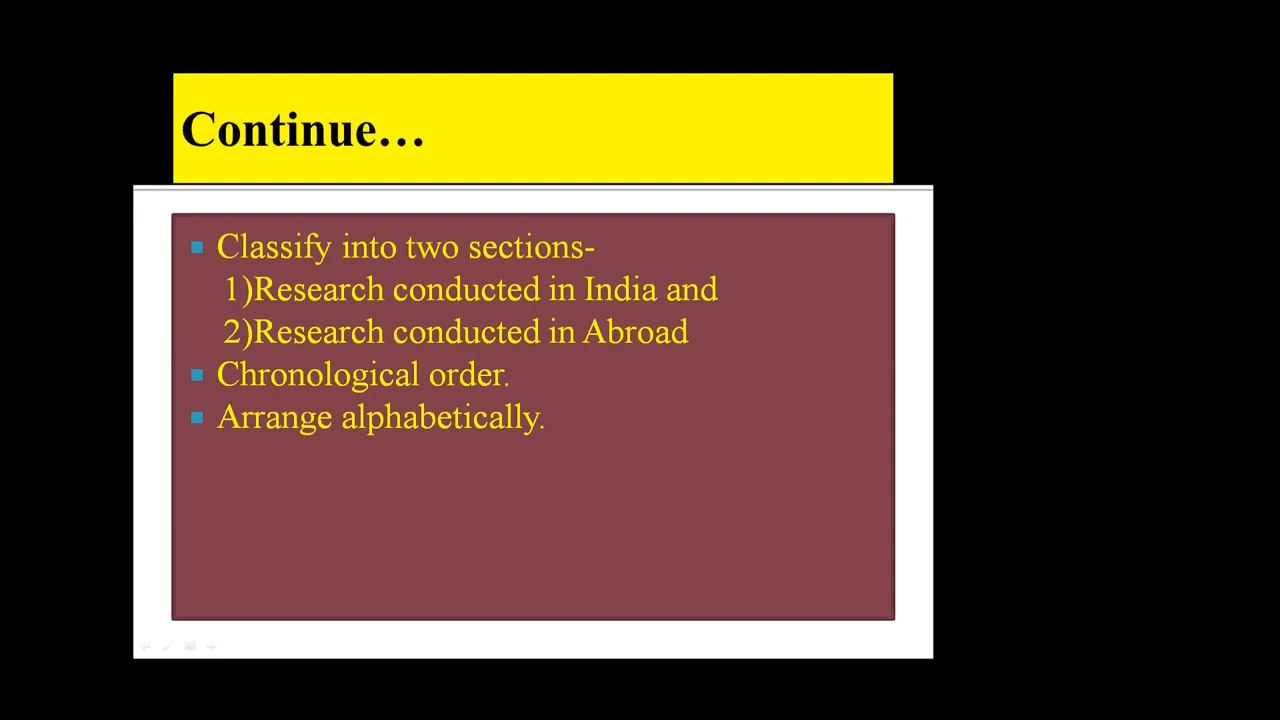 Continue…
Classify into two sections-
1)Research conducted in India and
2)Research conducted in Abroad
Chronological order.
Arrange alphabetically.